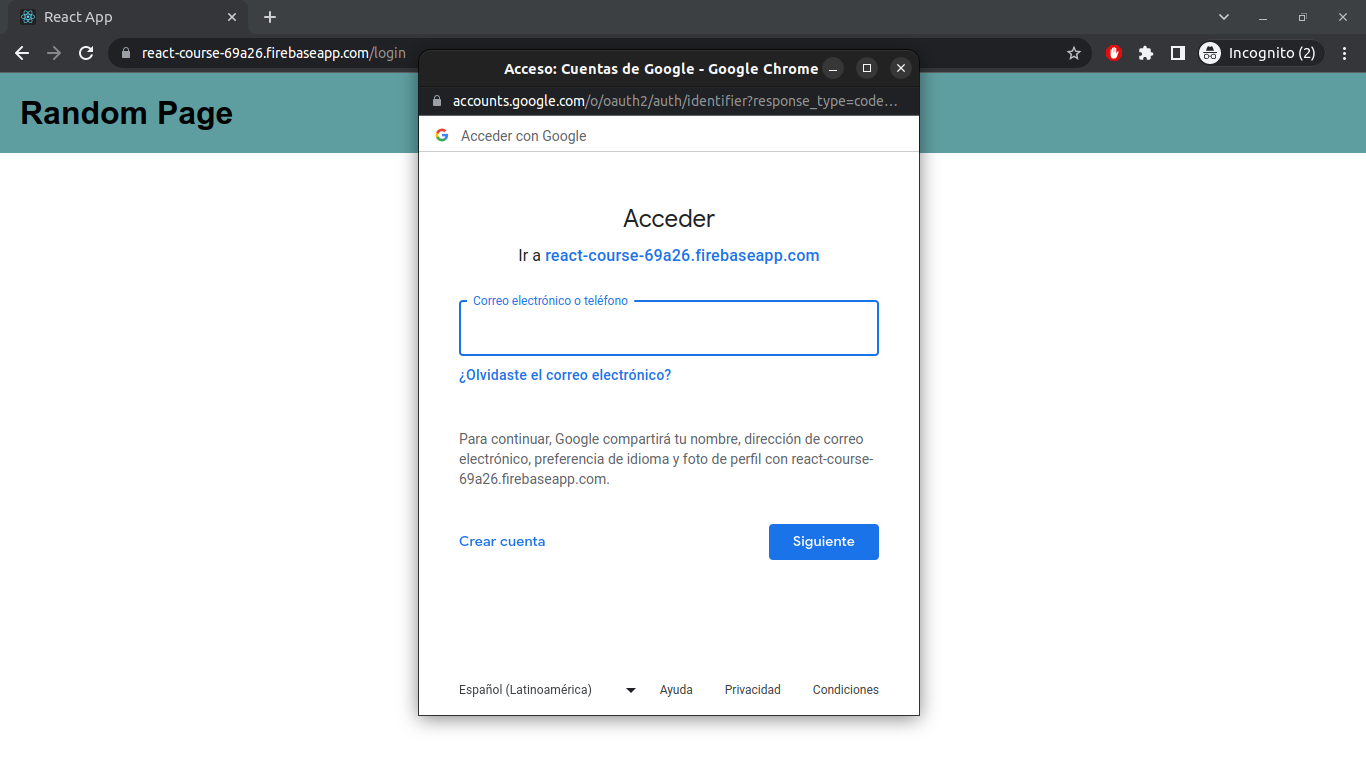 React App
react-course-69a26.firebaseapp.com/login
Incognito (2)
Random Page
Acceso: Cuentas de Google - Google Chrome
accounts.google.com/o/oauth2/auth/identifier?response_type=code...
Acceder con Google
Acceder
Ir a react-course-69a26.firebaseapp.com
Correo electrónico o teléfono
¿Olvidaste el correo electrónico?
Para continuar, Google compartirá tu nombre, dirección de correo
electrónico, preferencia de idioma y foto de perfil con react-course-
69a26.firebaseapp.com.
Crear cuenta
Siguiente
Español (Latinoamérica)
Ayuda
Privacidad
Condiciones